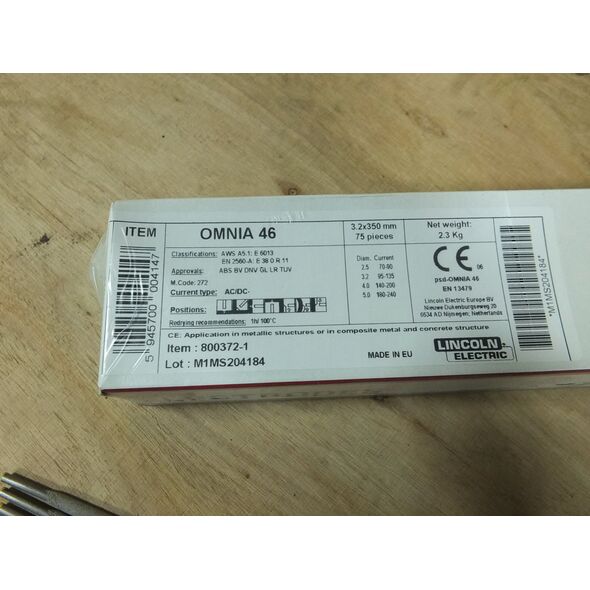 ITEM
OMNIA 46
3.2x350 mm
75 pieces
Net weight:
2.3 Kg
Classifications: AWS A5.1: E 6013
EN 2560-A: E 38 0 R 11
Approvals: ABS BV DNV GL LR TUV
M.Code: 272
Current type: AC/DC-
Positions:
Redrying recommendations: 1h/ 100°C
Diam. Current
2.5 70-90
3.2 95-135
4.0 140-200
5.0 180-240
CE 06
psd-OMNIA 46
EN 13479
Lincoln Electric Europe BV
Nieuwe Dukenburgseweg 20
6534 AD Nijmegen; Netherlands
CE: Application in metallic structures or in composite metal and concrete structure
Item : 800372-1
Lot : M1MS204184
MADE IN EU
LINCOLN
ELECTRIC
5 945700 004147
*M1MS204184*